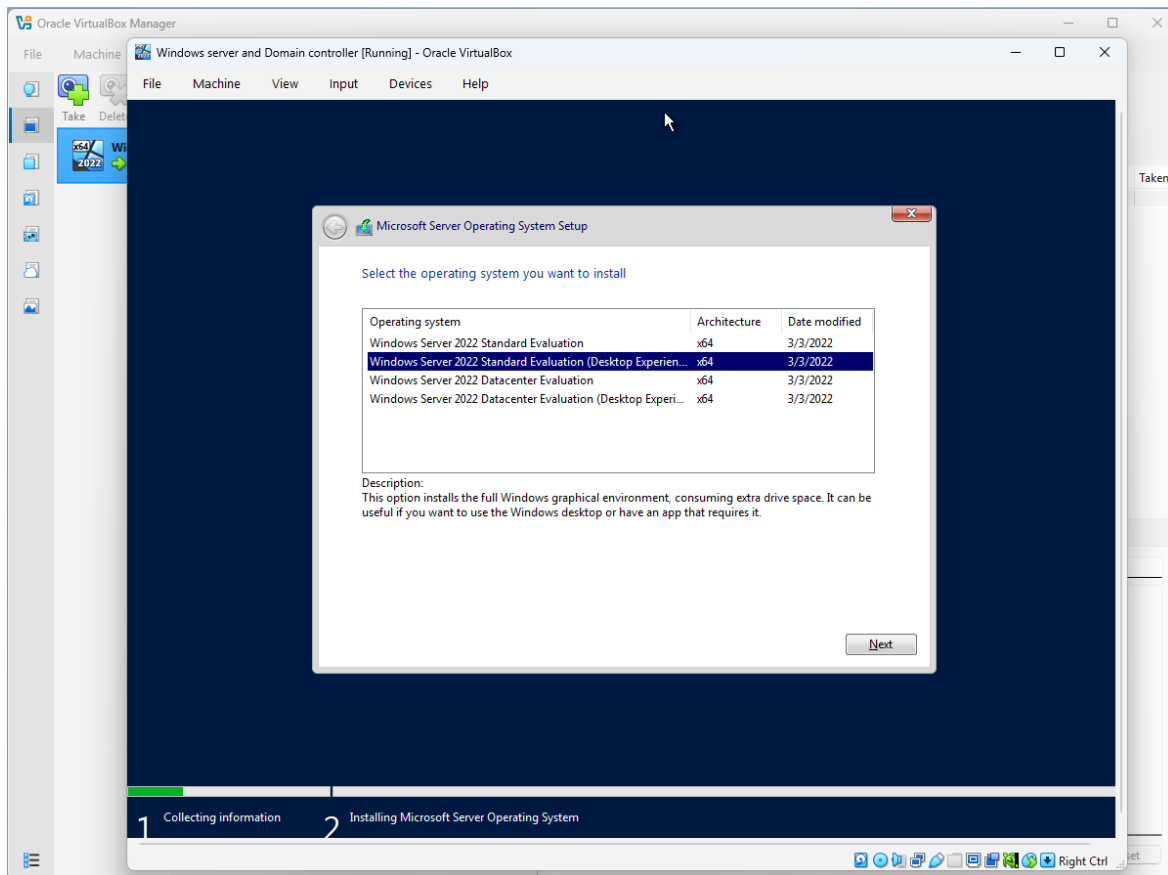 Oracle VirtualBox Manager
File Machine
Windows server and Domain controller [Running] - Oracle VirtualBox
File Machine View Input Devices Help
Take Delet
x64 Wi
2022
Taken
Microsoft Server Operating System Setup
Select the operating system you want to install
Operating system Architecture Date modified
Windows Server 2022 Standard Evaluation x64 3/3/2022
Windows Server 2022 Standard Evaluation (Desktop Experien... x64 3/3/2022
Windows Server 2022 Datacenter Evaluation x64 3/3/2022
Windows Server 2022 Datacenter Evaluation (Desktop Experi... x64 3/3/2022
Description:
This option installs the full Windows graphical environment, consuming extra drive space. It can be
useful if you want to use the Windows desktop or have an app that requires it.
Next
1 Collecting information 2 Installing Microsoft Server Operating System
Right Ctrl
set